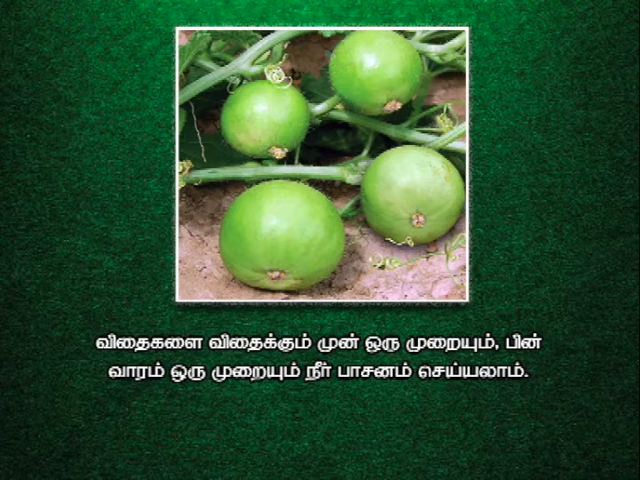 விதைகளை விதைக்கும் முன் ஒரு முறையும், பின்
வாரம் ஒரு முறையும் நீர் பாசனம் செய்யலாம்.